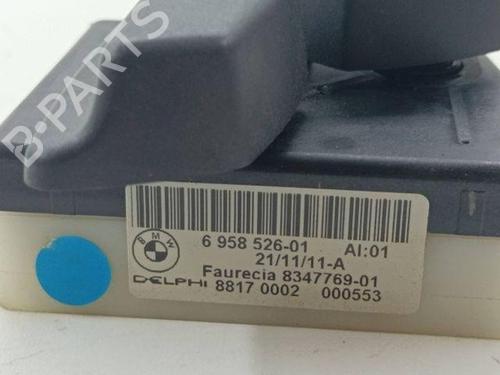 B-PARTS
BMW
6 958 526-01 AI:01
21/11/11-A
Faurecia 8347769-01
DELPHI 8817 0002 000553